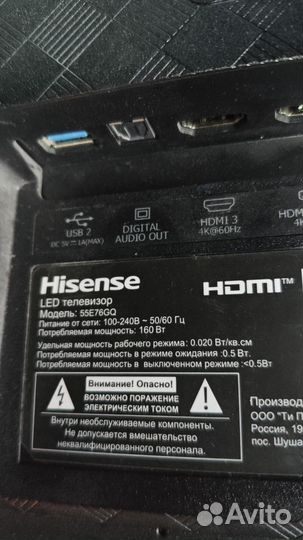 USB 2
DC 5V ⎓ 1A(MAX)
DIGITAL
AUDIO OUT
HDMI 3
4K@60Hz
HDM
4K
Hisense
HDMI™
LED телевизор
Модель: 55E76GQ
Питание от сети: 100-240В ~ 50/60 Гц
Потребляемая мощность: 160 Вт
Удельная мощность рабочего режима: 0.020 Вт/кв.см
Потребляемая мощность в режиме ожидания :0.5 Вт.
Потребляемая мощность в выключенном режиме :<0.5Вт
Внимание! Опасно!
ВОЗМОЖНО ПОРАЖЕНИЕ
ЭЛЕКТРИЧЕСКИМ ТОКОМ
Внутри необслуживаемые компоненты.
Не допускается вмешательство
неквалифицированного персонала.
Произво
ООО "Ти П
Россия, 19
пос. Шуша
Avito